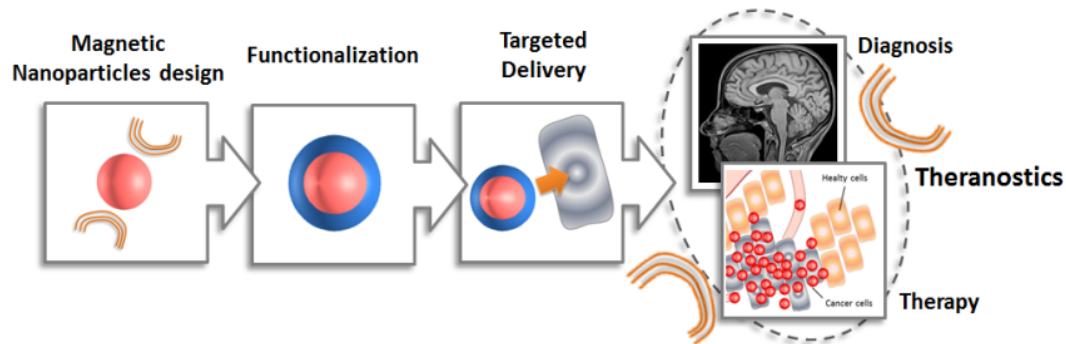 Magnetic
Nanoparticles design
Functionalization
Targeted
Delivery
Diagnosis
Healty cells
Theranostics
Cancer cells
Therapy